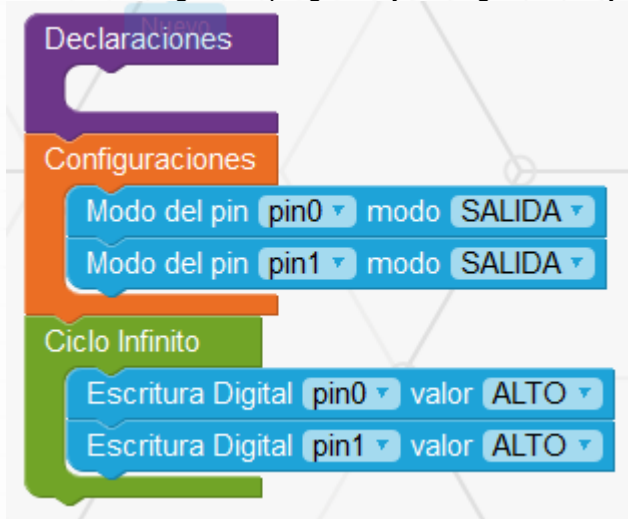 Nuevo
Declaraciones
Configuraciones
Modo del pin pin0 modo SALIDA
Modo del pin pin1 modo SALIDA
Ciclo Infinito
Escritura Digital pin0 valor ALTO
Escritura Digital pin1 valor ALTO